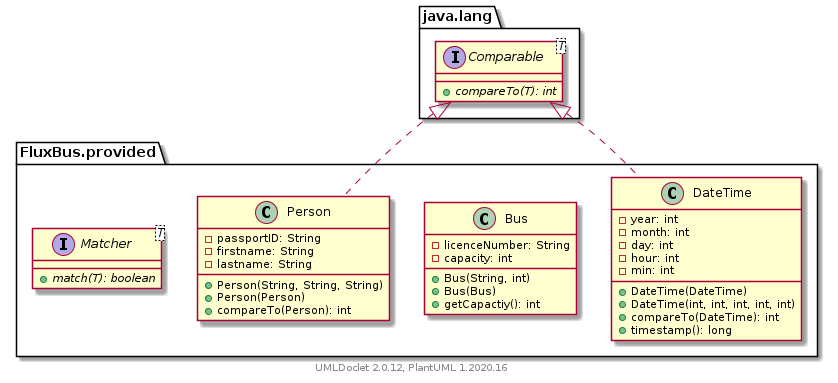 java.lang
I Comparable T
compareTo(T): int
FluxBus.provided
I Matcher T
match(T): boolean
C Person
passportID: String
firstname: String
lastname: String
Person(String, String, String)
Person(Person)
compareTo(Person): int
C Bus
licenceNumber: String
capacity: int
Bus(String, int)
Bus(Bus)
getCapactiy(): int
C DateTime
year: int
month: int
day: int
hour: int
min: int
DateTime(DateTime)
DateTime(int, int, int, int, int)
compareTo(DateTime): int
timestamp(): long
UMLDoclet 2.0.12, PlantUML 1.2020.16